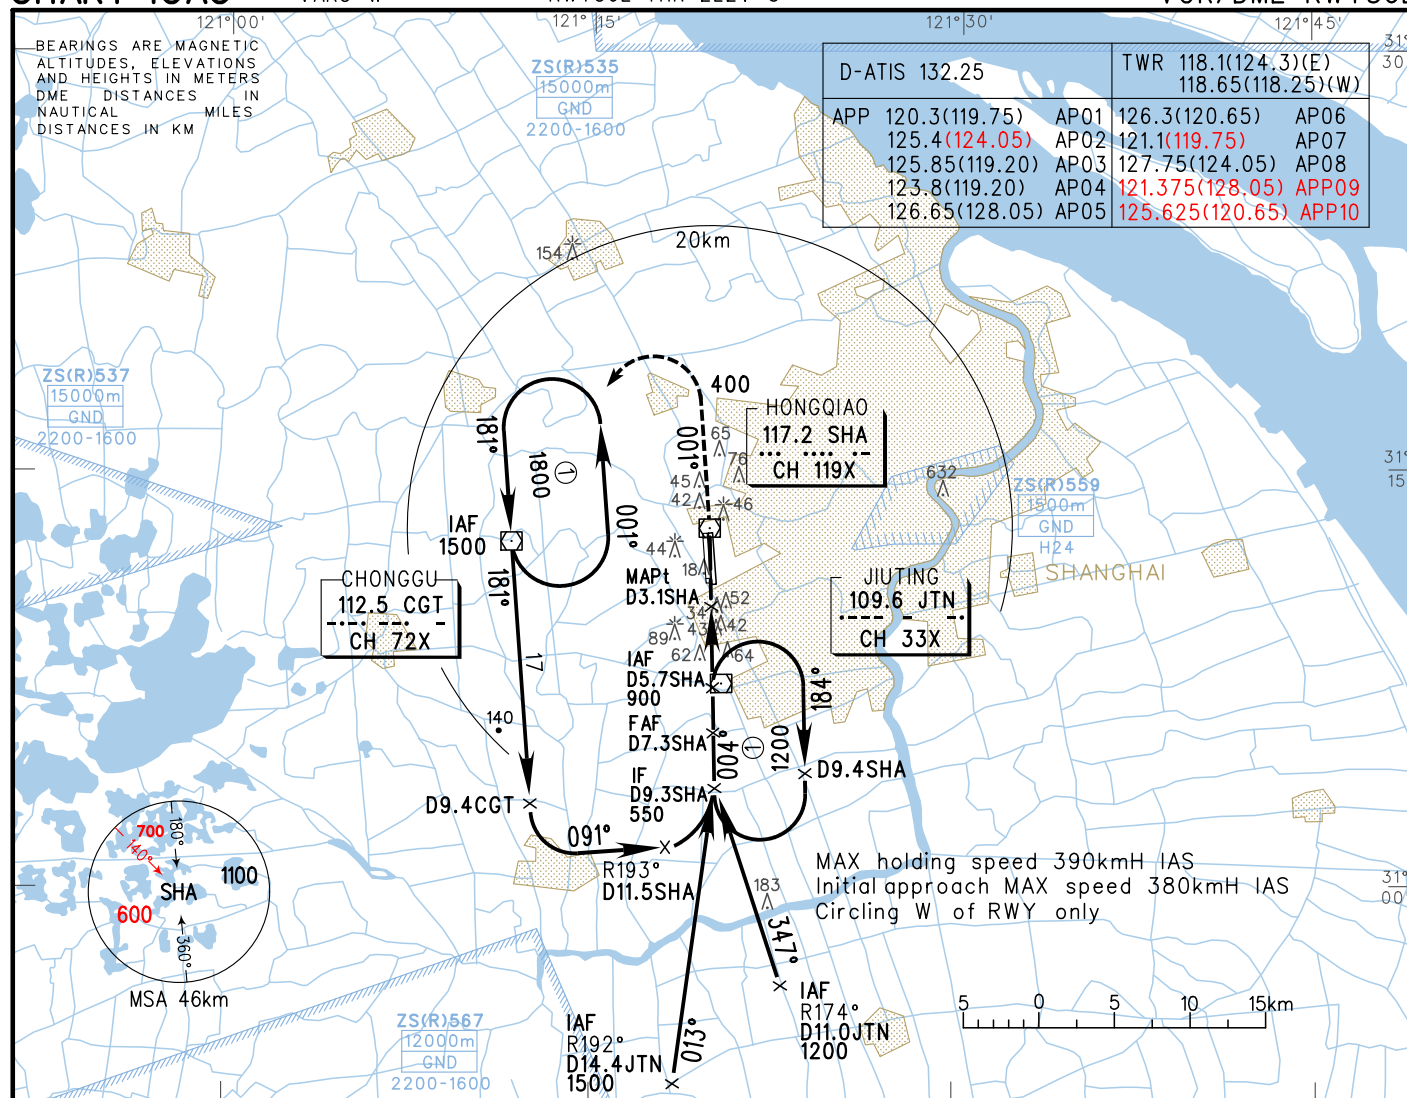 121°00'
121°15'
121°30'
121°45'
BEARINGS ARE MAGNETIC
ALTITUDES, ELEVATIONS
AND HEIGHTS IN METERS
DME DISTANCES IN
NAUTICAL MILES
DISTANCES IN KM
ZS(R)535
15000m
GND
2200-1600
D-ATIS 132.25
TWR 118.1(124.3)(E)
118.65(118.25)(W)
APP 120.3(119.75) AP01 126.3(120.65) AP06
125.4(124.05) AP02 121.1(119.75) AP07
125.85(119.20) AP03 127.75(124.05) AP08
123.8(119.20) AP04 121.375(128.05) APP09
126.65(128.05) AP05 125.625(120.65) APP10
31°
30
154
20km
ZS(R)537
15000m
GND
2200-1600
400
181°
1800
1
001°
001°
HONGQIAO
117.2 SHA
CH 119X
65
76
45
42
46
632
ZS(R)559
1500m
GND
H24
31°
15
IAF
1500
44
18
CHONGGU
112.5 CGT
CH 72X
181°
17
MAPt
D3.1SHA
52
34
43
42
89
62
64
JIUTING
109.6 JTN
CH 33X
SHANGHAI
IAF
D5.7SHA
900
184°
140
FAF
D7.3SHA
004°
1
1200
D9.4SHA
IF
D9.3SHA
550
D9.4CGT
091°
R193°
D11.5SHA
700
140°
180°
1100
SHA
600
360°
MSA 46km
183
347°
MAX holding speed 390kmH IAS
Initial approach MAX speed 380kmH IAS
Circling W of RWY only
31°
00
IAF
R174°
D11.0JTN
1200
5 0 5 10 15km
ZS(R)567
12000m
GND
2200-1600
IAF
R192°
D14.4JTN
1500
013°